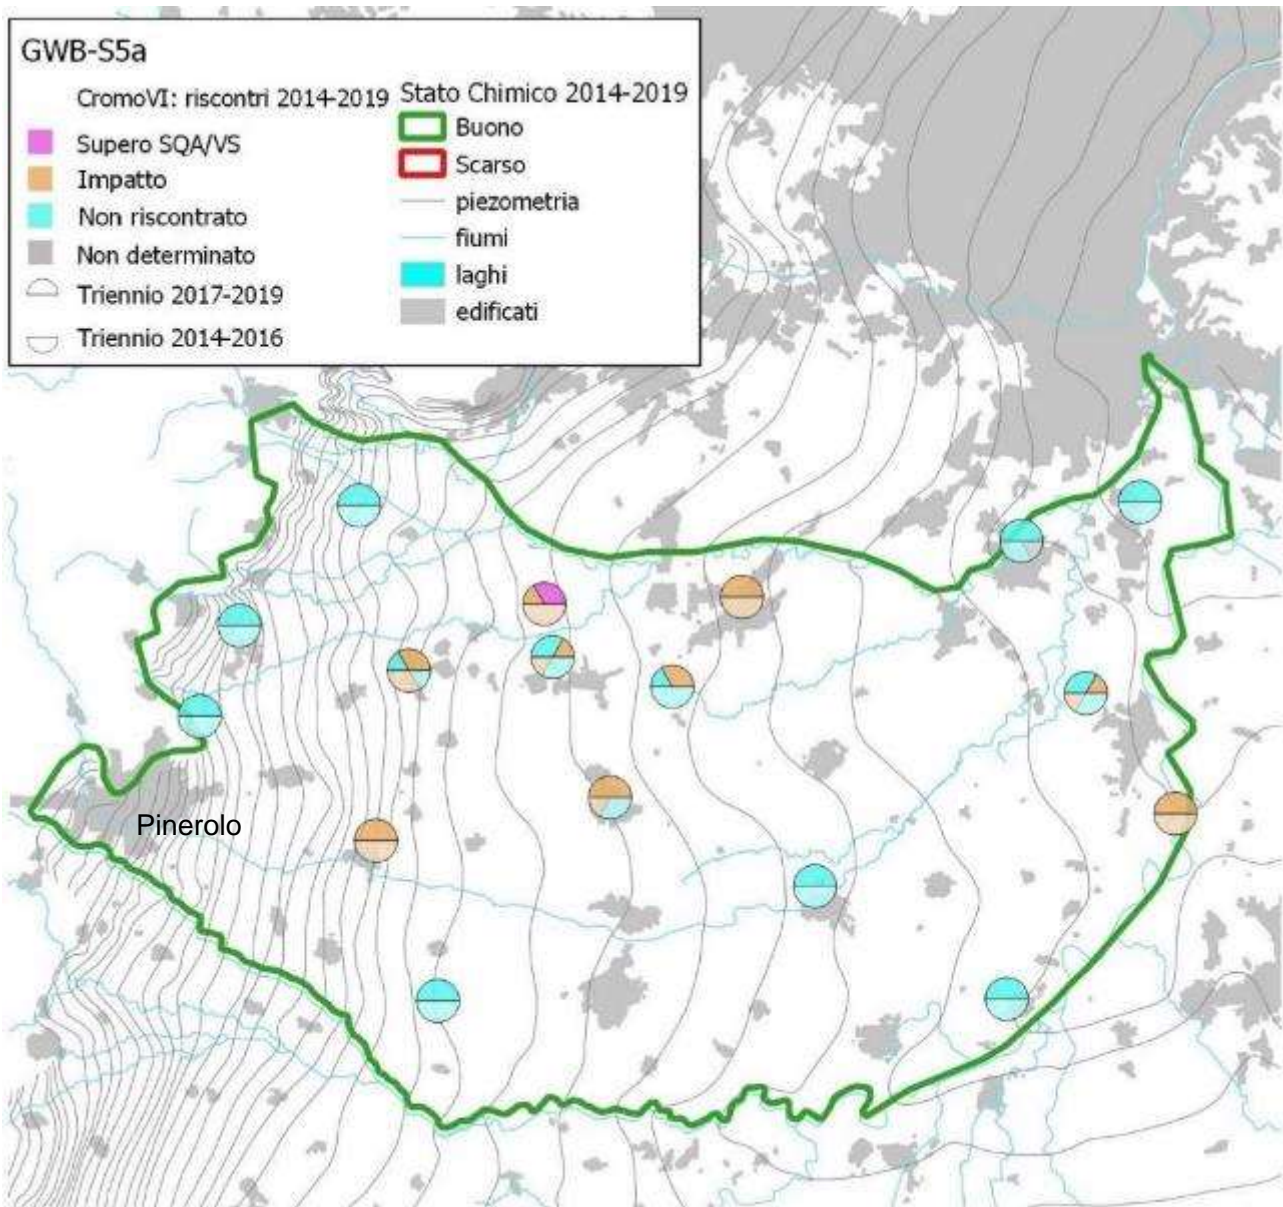 GWB-S5a
CromoVI: riscontri 2014-2019
Supero SQA/VS
Impatto
Non riscontrato
Non determinato
Triennio 2017-2019
Triennio 2014-2016
Stato Chimico 2014-2019
Buono
Scarso
piezometria
fiumi
laghi
edificati
Pinerolo